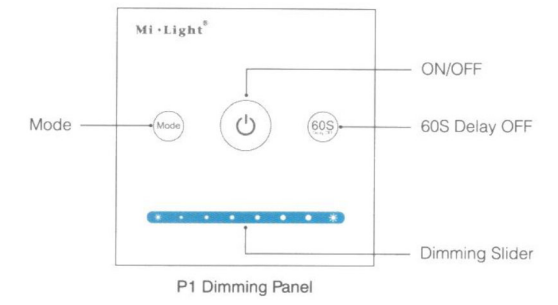 Mi·Light®
ON/OFF
Mode
Mode
60S
60S Delay OFF
Dimming Slider
P1 Dimming Panel